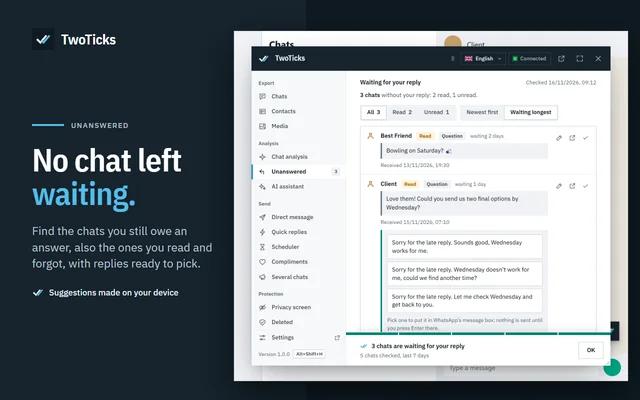 TwoTicks
UNANSWERED
No chat left
waiting.
Find the chats you still owe an
answer, also the ones you read and
forgot, with replies ready to pick.
Suggestions made on your device
Chats
Client
TwoTicks
English
Connected
Export
Chats
Contacts
Media
Analysis
Chat analysis
Unanswered 3
AI assistant
Send
Direct message
Quick replies
Scheduler
Compliments
Several chats
Protection
Privacy screen
Deleted
Settings
Version 1.0.0 Alt+Shift+H
Waiting for your reply Checked 16/11/2026, 09:12
3 chats without your reply: 2 read, 1 unread.
All 3 Read 2 Unread 1 Newest first Waiting longest
Best Friend Read Question waiting 2 days
Bowling on Saturday? 🎳
Received 13/11/2026, 19:30
Client Read Question waiting 1 day
Love them! Could you send us two final options by
Wednesday?
Received 15/11/2026, 07:10
Sorry for the late reply. Sounds good, Wednesday
works for me.
Sorry for the late reply. Wednesday doesn't work for
me, could we find another time?
Sorry for the late reply. Let me check Wednesday and
get back to you.
Pick one to put it in WhatsApp's message box; nothing is sent until
you press Enter there.
3 chats are waiting for your reply
5 chats checked, last 7 days
OK
Type a message